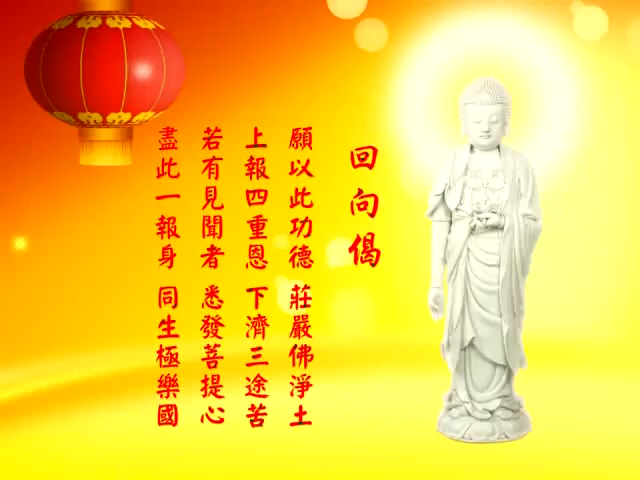 回向偈
願以此功德 莊嚴佛淨土
上報四重恩 下濟三途苦
若有見聞者 悉發菩提心
盡此一報身 同生極樂國